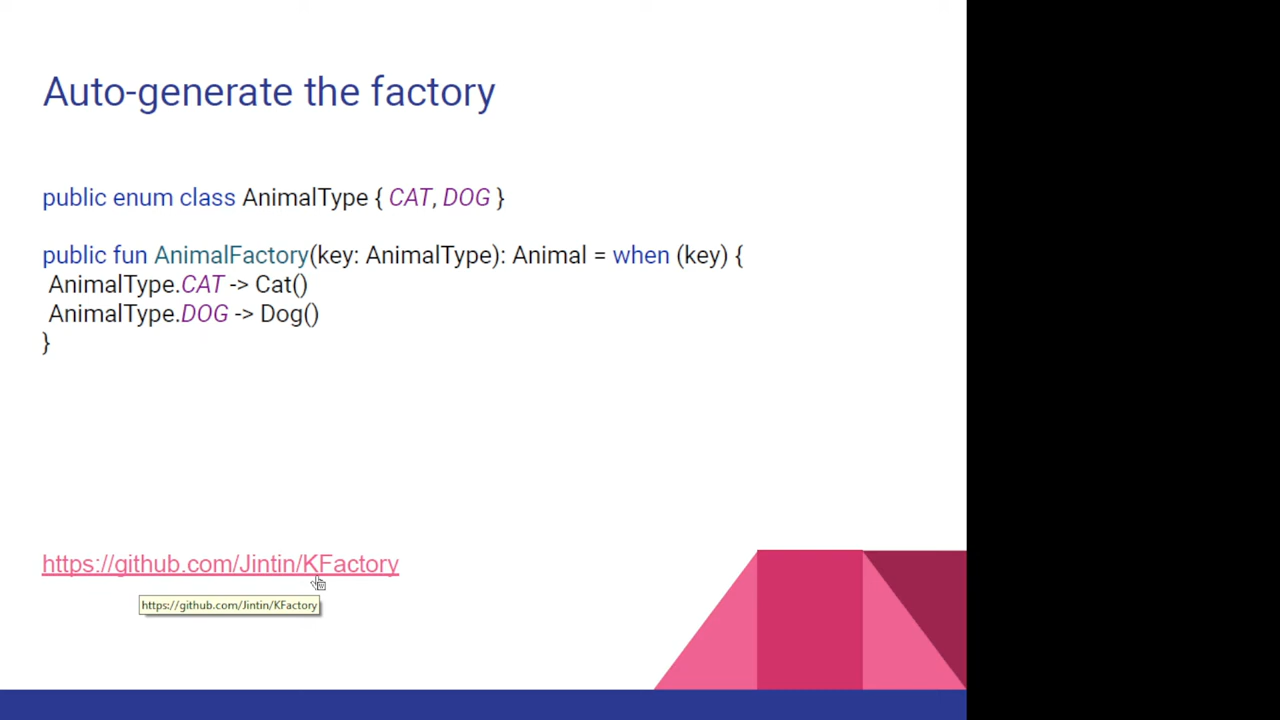 Auto-generate the factory
public enum class AnimalType { CAT, DOG }
public fun AnimalFactory(key: AnimalType): Animal = when (key) {
AnimalType.CAT -> Cat()
AnimalType.DOG -> Dog()
}
https://github.com/Jintin/KFactory
https://github.com/Jintin/KFactory